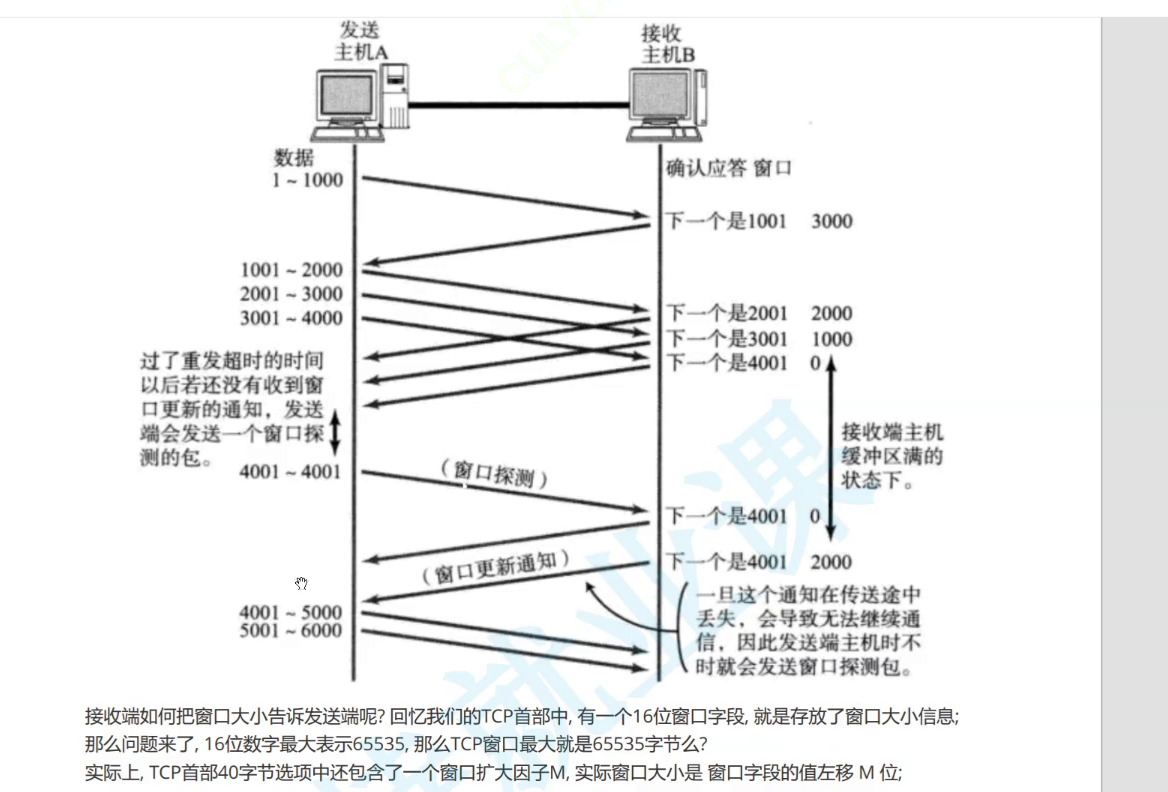 发送
主机A
接收
主机B
数据
确认应答 窗口
1 ~ 1000
下一个是1001 3000
1001 ~ 2000
2001 ~ 3000
3001 ~ 4000
下一个是2001 2000
下一个是3001 1000
下一个是4001 0
过了重发超时的时间
以后若还没有收到窗
口更新的通知，发送
端会发送一个窗口探
测的包。
接收端主机
缓冲区满的
状态下。
4001 ~ 4001
（窗口探测）
下一个是4001 0
（窗口更新通知）
下一个是4001 2000
一旦这个通知在传送途中
丢失，会导致无法继续通
信，因此发送端主机时不
时就会发送窗口探测包。
4001 ~ 5000
5001 ~ 6000
接收端如何把窗口大小告诉发送端呢? 回忆我们的TCP首部中, 有一个16位窗口字段, 就是存放了窗口大小信息;
那么问题来了, 16位数字最大表示65535, 那么TCP窗口最大就是65535字节么?
实际上, TCP首部40字节选项中还包含了一个窗口扩大因子M, 实际窗口大小是 窗口字段的值左移 M 位;
就业课